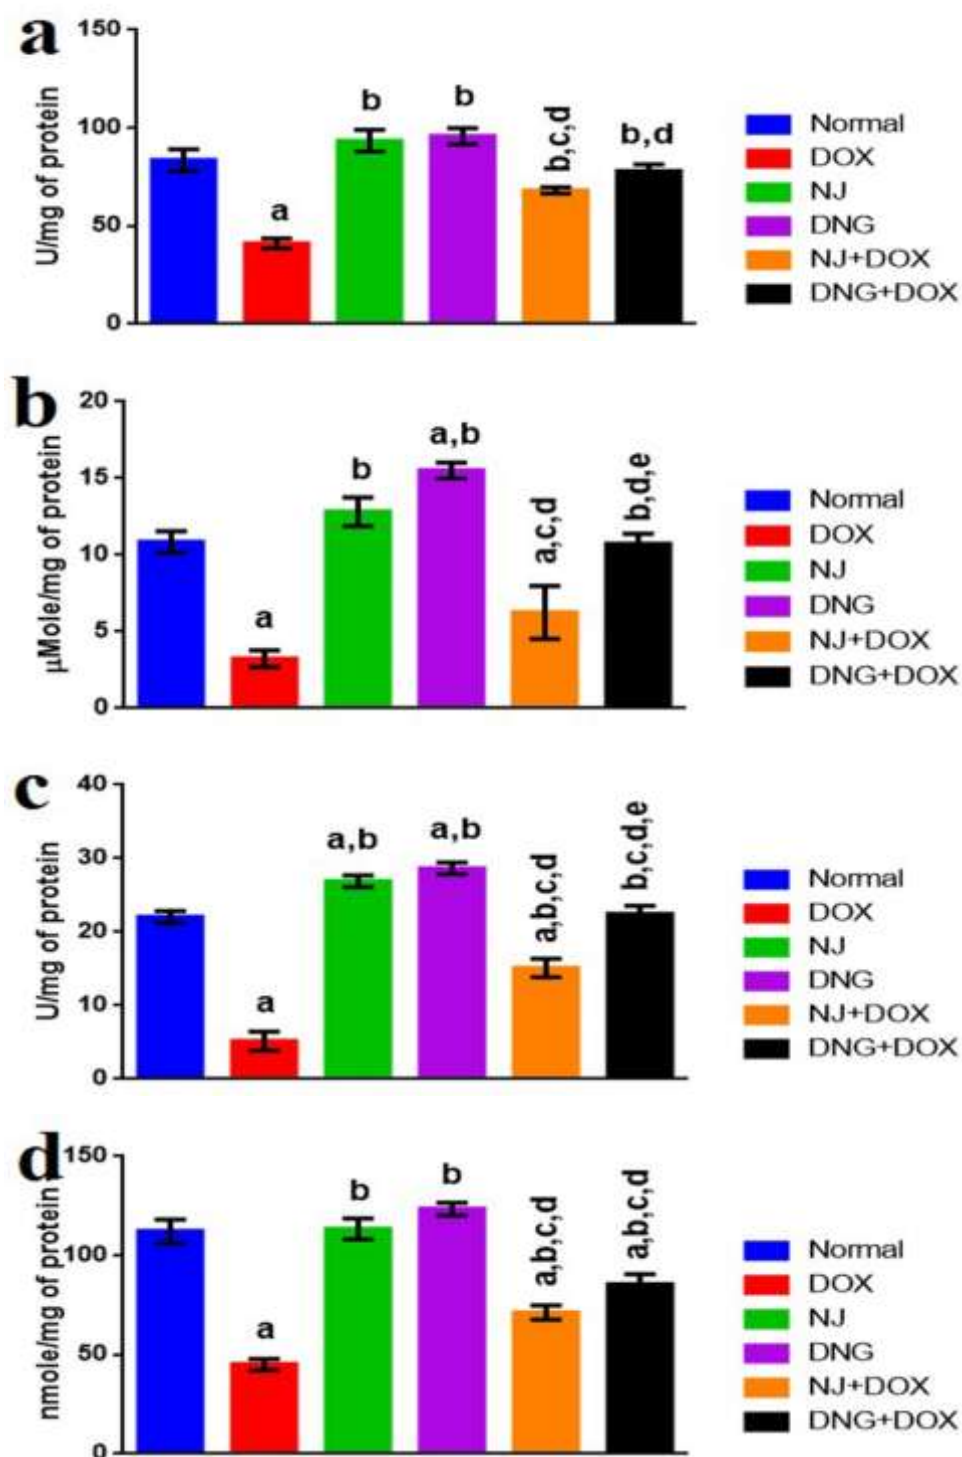 a
U/mg of protein
150
100
50
0
a
b
b
b,c,d
b,d
Normal
DOX
NJ
DNG
NJ+DOX
DNG+DOX
b
μMole/mg of protein
20
15
10
5
0
a
b
a,b
a,c,d
b,d,e
Normal
DOX
NJ
DNG
NJ+DOX
DNG+DOX
c
U/mg of protein
40
30
20
10
0
a
a,b
a,b
a,b,c,d
b,c,d,e
Normal
DOX
NJ
DNG
NJ+DOX
DNG+DOX
d
nmole/mg of protein
150
100
50
0
a
b
b
a,b,c,d
a,b,c,d
Normal
DOX
NJ
DNG
NJ+DOX
DNG+DOX